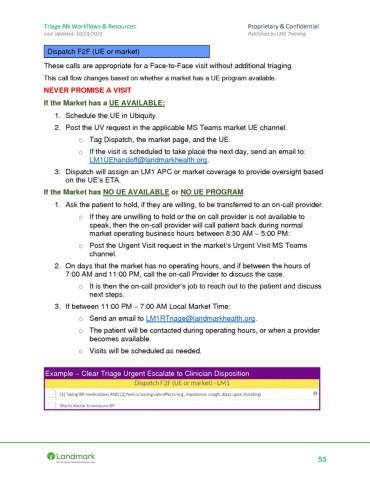 Triage RN Workflows & Resources
Proprietary & Confidential
Last Updated: 10/23/2023
Published by LM1 Training
Dispatch F2F (UE or market)
These calls are appropriate for a Face-to-Face visit without additional triaging.
This call flow changes based on whether a market has a UE program available.
NEVER PROMISE A VISIT
If the Market has a UE AVAILABLE:
1. Schedule the UE in Ubiquity.
2. Post the UV request in the applicable MS Teams market UE channel.
o Tag Dispatch, the market page, and the UE.
o If the visit is scheduled to take place the next day, send an email to:
LM1UEhandoff@landmarkhealth.org.
3. Dispatch will assign an LM1 APC or market coverage to provide oversight based
on the UE's ETA.
If the Market has NO UE AVAILABLE or NO UE PROGRAM
1. Ask the patient to hold, if they are willing, to be transferred to an on-call provider.
o If they are unwilling to hold or the on call provider is not available to
speak, then the on-call provider will call patient back during normal
market operating business hours between 8:30 AM – 5:00 PM:
o Post the Urgent Visit request in the market's Urgent Visit MS Teams
channel.
2. On days that the market has no operating hours, and if between the hours of
7:00 AM and 11:00 PM, call the on-call Provider to discuss the case.
o It is then the on-call provider's job to reach out to the patient and discuss
next steps.
3. If between 11:00 PM – 7:00 AM Local Market Time:
o Send an email to LM1RTriage@landmarkhealth.org.
o The patient will be contacted during operating hours, or when a provider
becomes available.
o Visits will be scheduled as needed.
Example – Clear Triage Urgent Escalate to Clinician Disposition
Dispatch F2F (UE or market) - LM1
[1] Taking BP medications AND [2] feels is having side effects (e.g., impotence, cough, dizzy upon standing)
Wants doctor to measure BP
Landmark
53